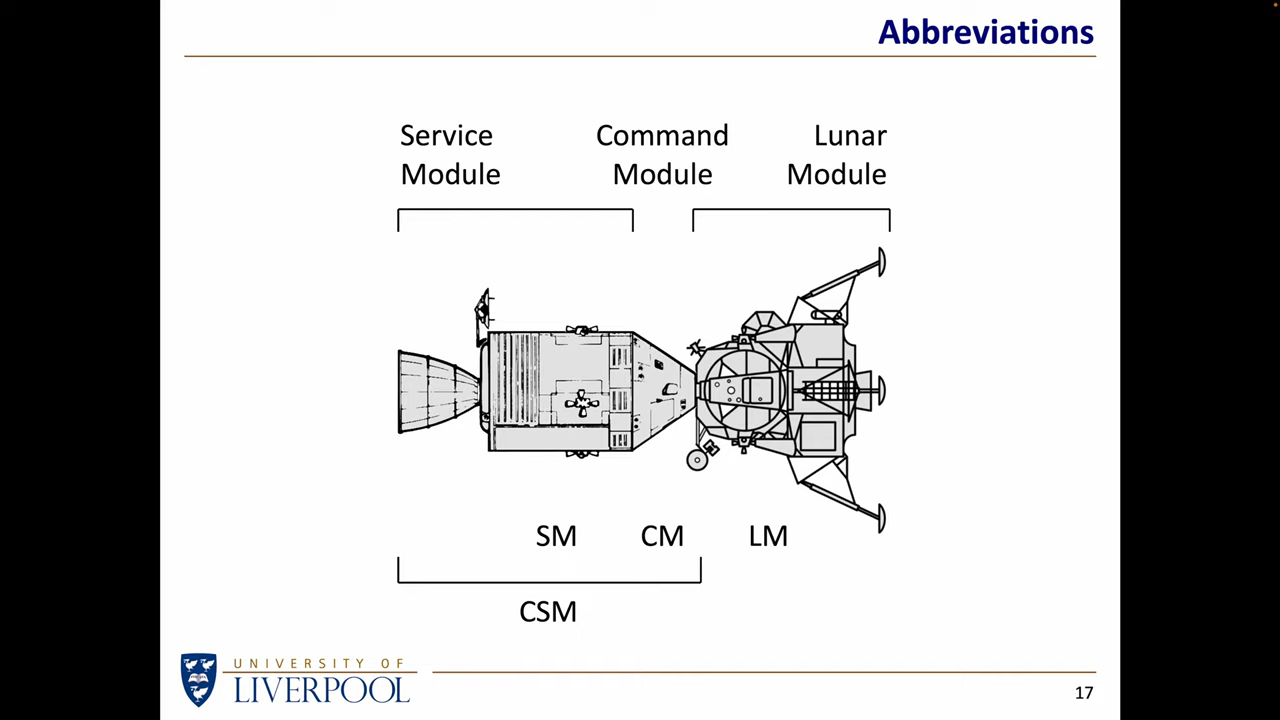 Abbreviations
Service
Module
Command
Module
Lunar
Module
SM
CM
LM
CSM
UNIVERSITY OF
LIVERPOOL
17